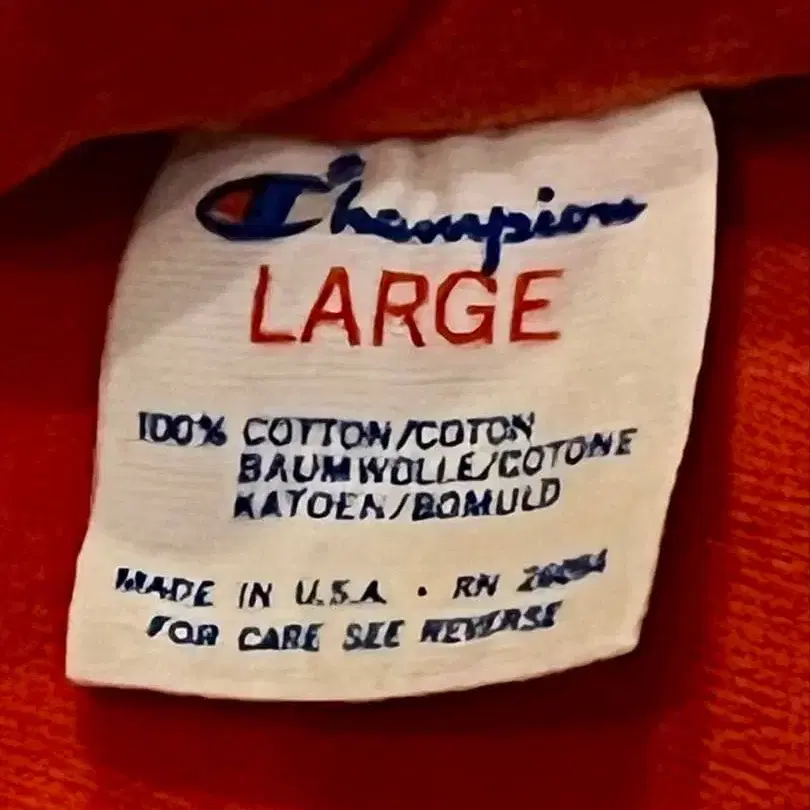 Champion
LARGE
100% COTTON/COTON
BAUMWOLLE/COTONE
KATOEN/BOMULD
MADE IN U.S.A • RN
FOR CARE SEE REVERSE